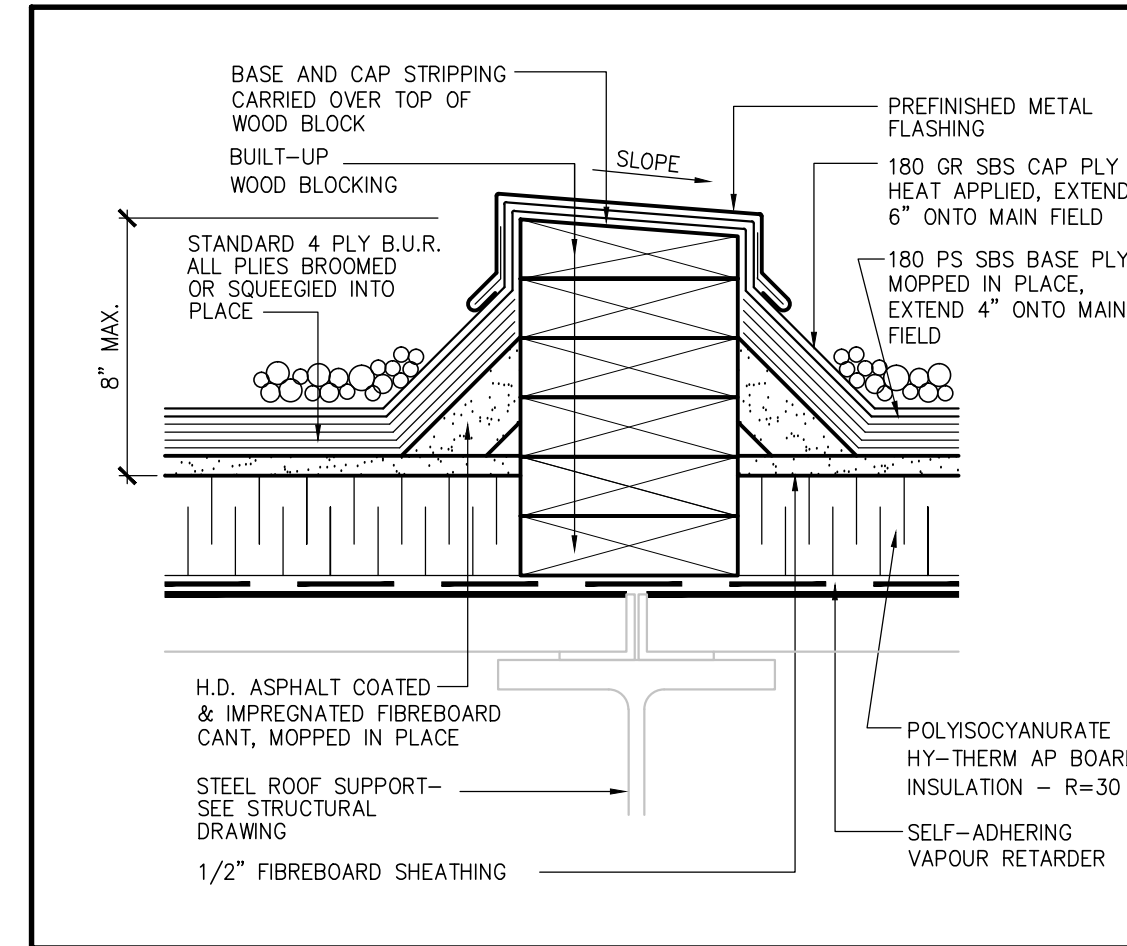 BASE AND CAP STRIPPING
CARRIED OVER TOP OF
WOOD BLOCK
BUILT-UP
WOOD BLOCKING
SLOPE
PREFINISHED METAL
FLASHING
180 GR SBS CAP PLY
HEAT APPLIED, EXTEND
6" ONTO MAIN FIELD
STANDARD 4 PLY B.U.R.
ALL PLIES BROOMED
OR SQUEEGIED INTO
PLACE
180 PS SBS BASE PLY
MOPPED IN PLACE,
EXTEND 4" ONTO MAIN
FIELD
8" MAX.
H.D. ASPHALT COATED
& IMPREGNATED FIBREBOARD
CANT, MOPPED IN PLACE
STEEL ROOF SUPPORT-
SEE STRUCTURAL
DRAWING
1/2" FIBREBOARD SHEATHING
POLYISOCYANURATE
HY-THERM AP BOARD
INSULATION - R=30
SELF-ADHERING
VAPOUR RETARDER